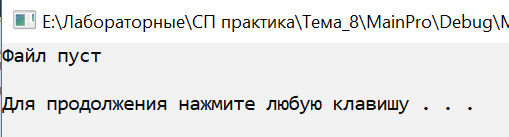 E:\Лабораторные\СП практика\Тема_8\MainPro\Debug\
Файл пуст
Для продолжения нажмите любую клавишу . . .